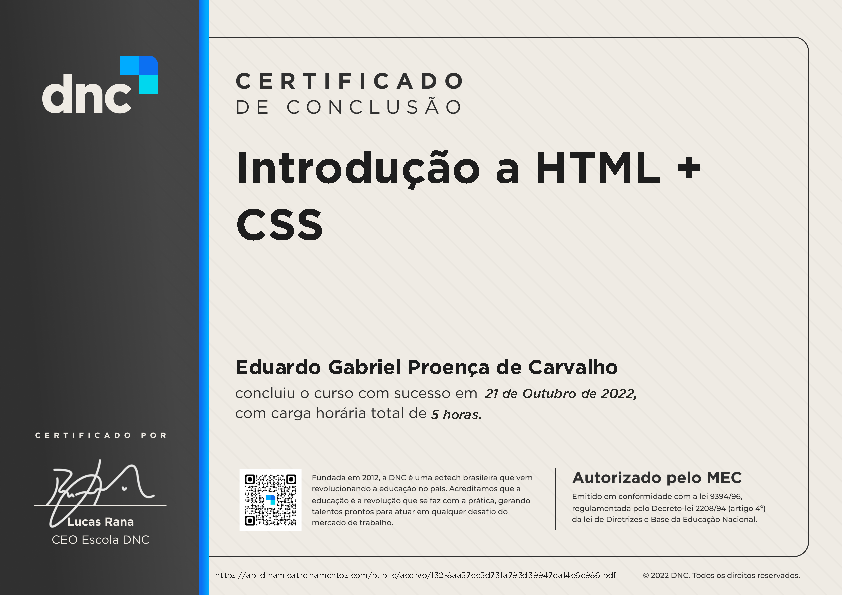 dnc
CERTIFICADO
DE CONCLUSÃO
Introdução a HTML +
CSS
Eduardo Gabriel Proença de Carvalho
concluiu o curso com sucesso em 21 de Outubro de 2022,
com carga horária total de 5 horas.
CERTIFICADO POR
Lucas Rana
CEO Escola DNC
Fundada em 2012, a DNC é uma edtech brasileira que vem
revolucionando a educação no país. Acreditamos que a
educação é a revolução que se faz com a prática, gerando
talentos prontos para atuar em qualquer desafio do
mercado de trabalho.
Autorizado pelo MEC
Emitido em conformidade com a lei 9394/96,
regulamentada pelo Decreto-lei 2208/94 (artigo 4º)
da lei de Diretrizes e Base da Educação Nacional.
© 2022 DNC. Todos os direitos reservados.